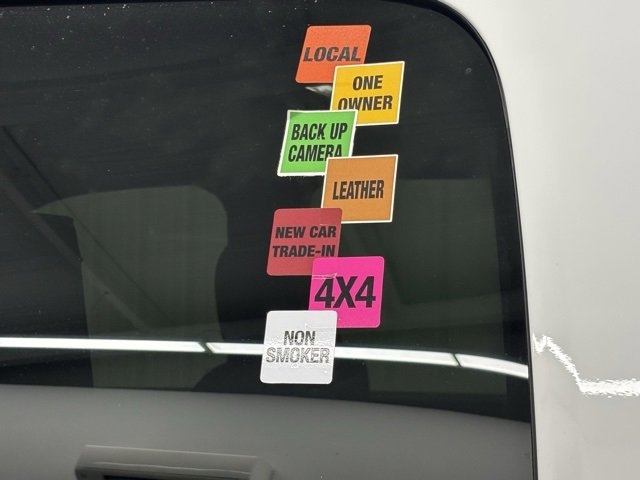 LOCAL
ONE
OWNER
BACK UP
CAMERA
LEATHER
NEW CAR
TRADE-IN
4X4
NON
SMOKER